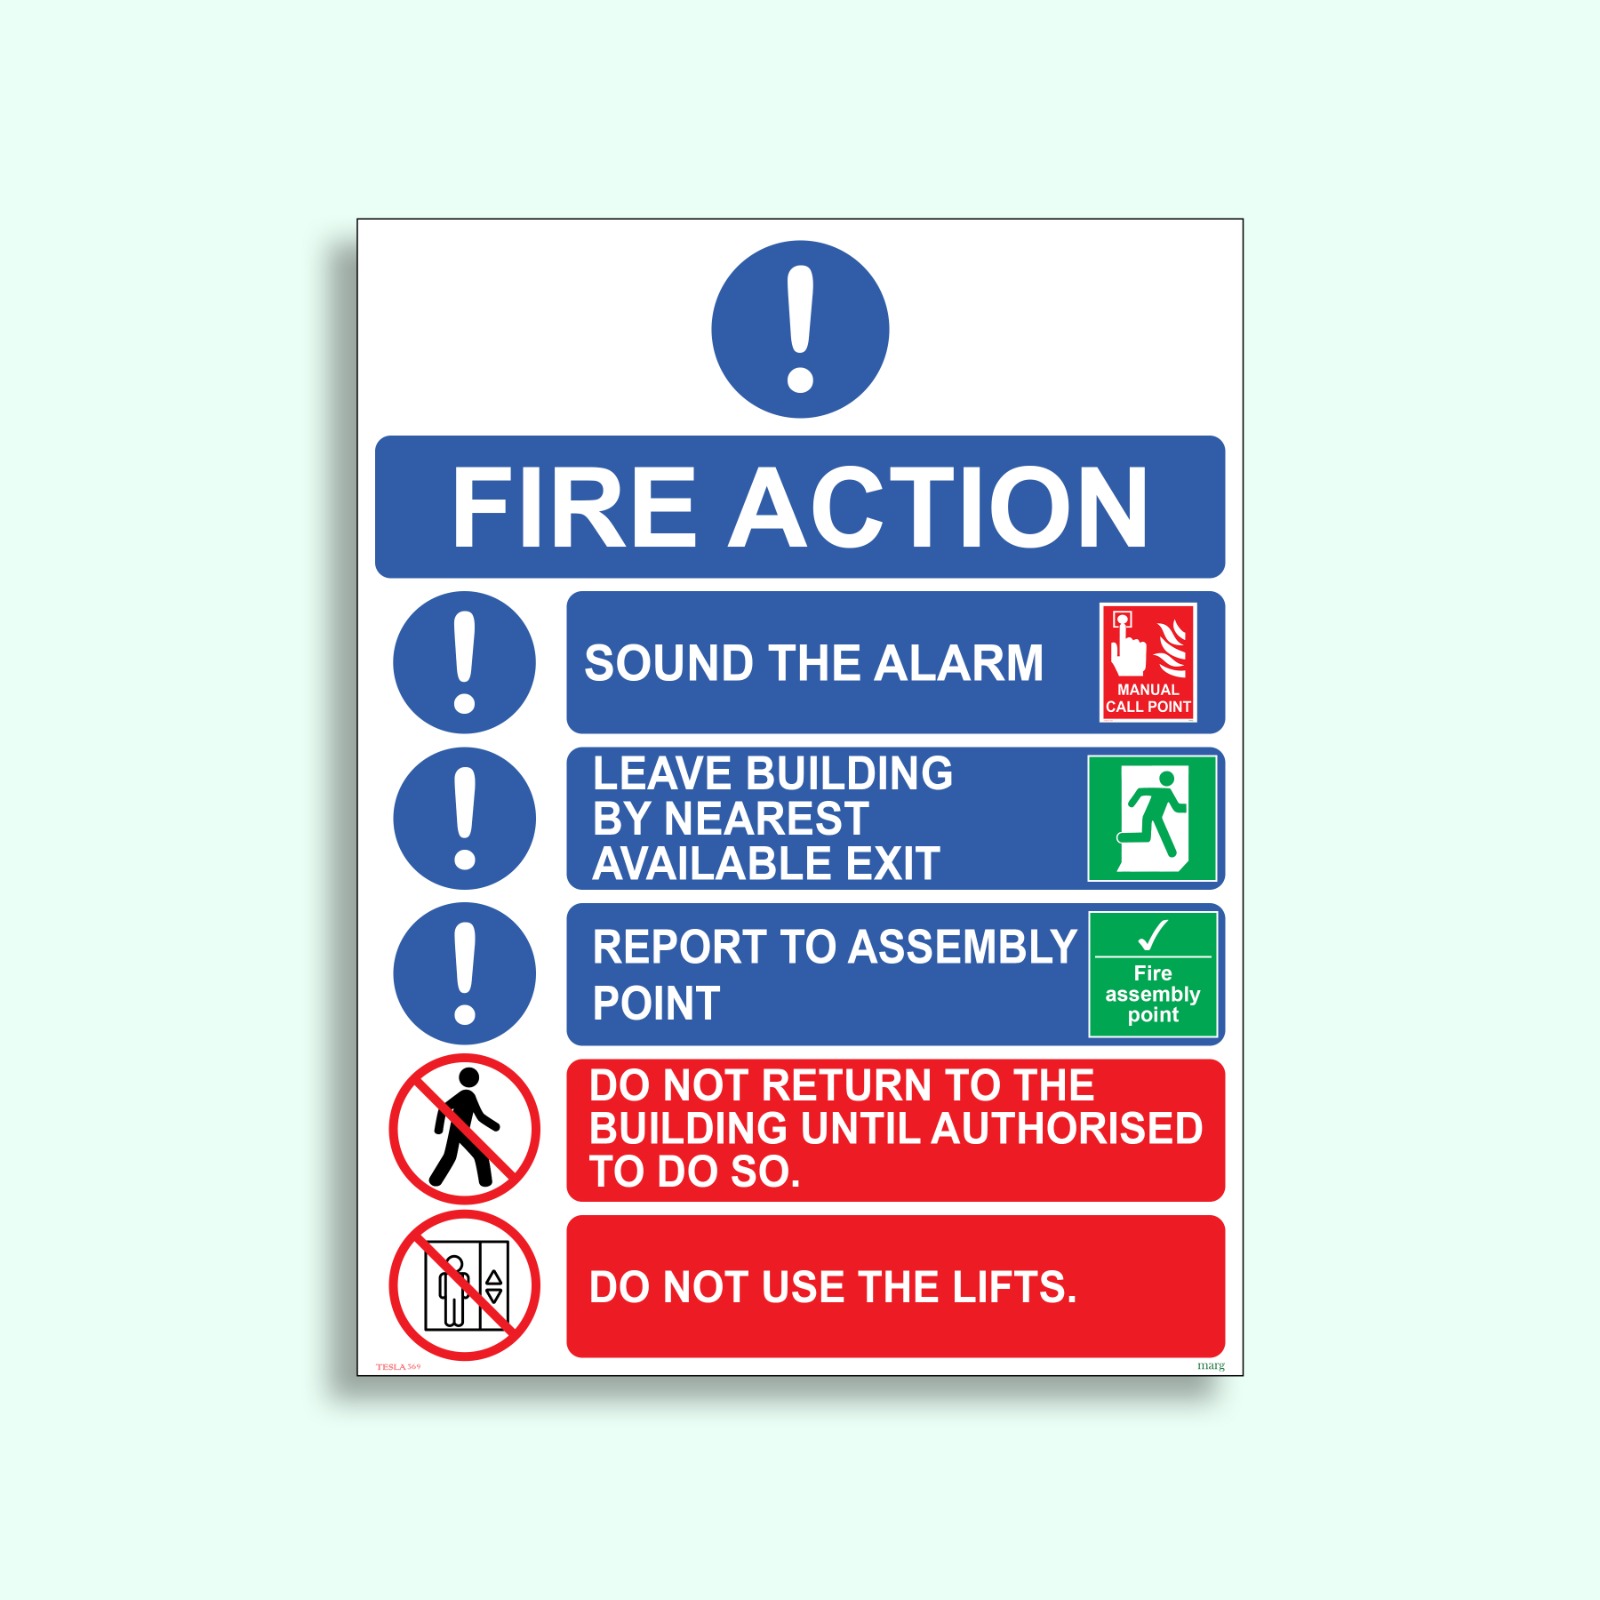 FIRE ACTION
SOUND THE ALARM
MANUAL
CALL POINT
LEAVE BUILDING
BY NEAREST
AVAILABLE EXIT
REPORT TO ASSEMBLY
POINT
Fire
assembly
point
DO NOT RETURN TO THE
BUILDING UNTIL AUTHORISED
TO DO SO.
DO NOT USE THE LIFTS.
TESLA 369
marg